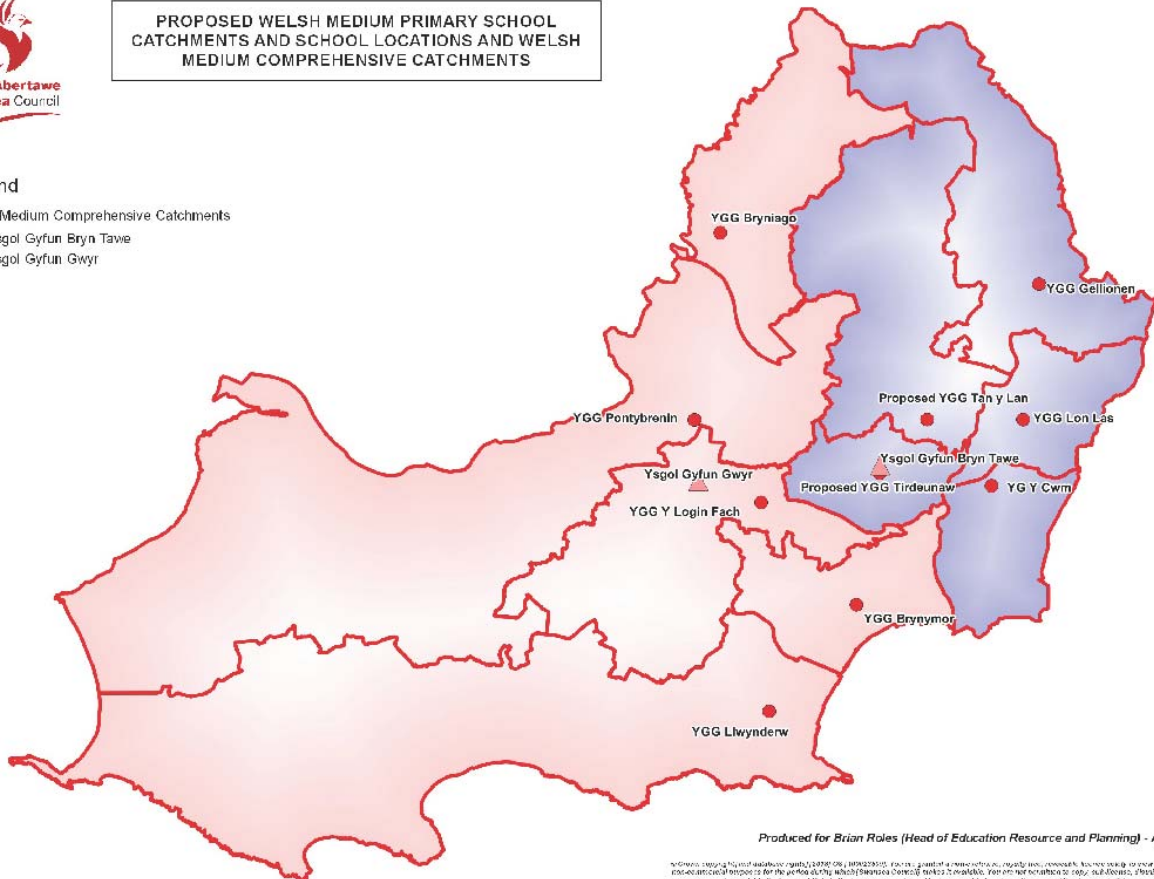 PROPOSED WELSH MEDIUM PRIMARY SCHOOL
CATCHMENTS AND SCHOOL LOCATIONS AND WELSH
MEDIUM COMPREHENSIVE CATCHMENTS
bertawe
ea Council
nd
Medium Comprehensive Catchments
sgol Gyfun Bryn Tawe
sgol Gyfun Gwyr
YGG Bryniago
YGG Gellionen
Proposed YGG Tan y Lan
YGG Pontybrenin
YGG Lon Las
Ysgol Gyfun Bryn Tawe
Ysgol Gyfun Gwyr
Proposed YGG Tirdeunaw
YG Y Cwm
YGG Y Login Fach
YGG Brynymor
YGG Llwynderw
Produced for Brian Roles (Head of Education Resource and Planning) -